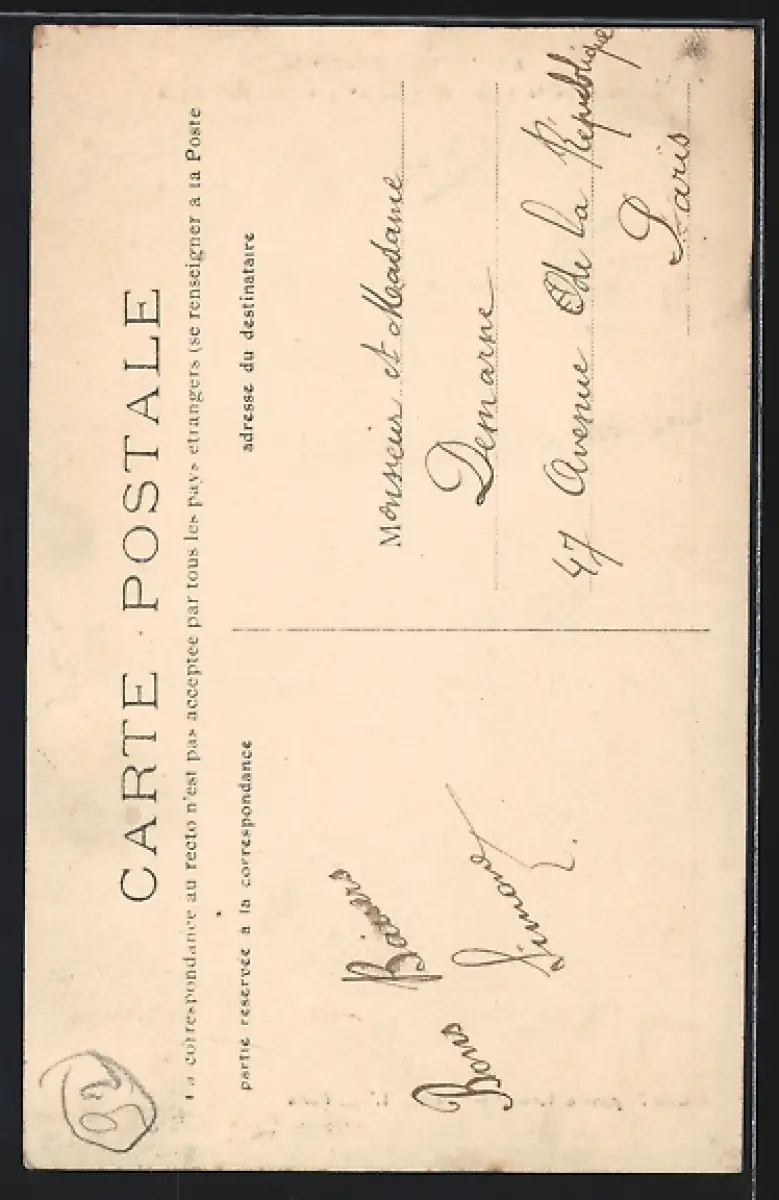 CARTE POSTALE
La correspondance au recto n'est pas acceptée par tous les pays étrangers (se renseigner à la Poste
partie réservée à la correspondance
adresse du destinataire
Bons Baisers
Simone
Monsieur et Madame
Demarne
47 Avenue de la République
Paris
92